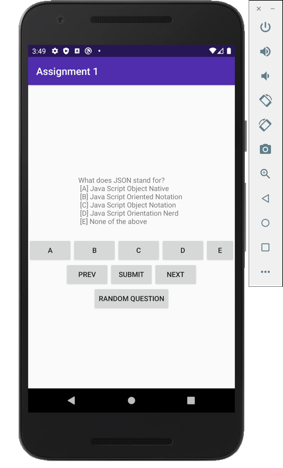 3:49
Assignment 1
What does JSON stand for?
[A] Java Script Object Native
[B] Java Script Oriented Notation
[C] Java Script Object Notation
[D] Java Script Orientation Nerd
[E] None of the above
A B C D E
PREV SUBMIT NEXT
RANDOM QUESTION